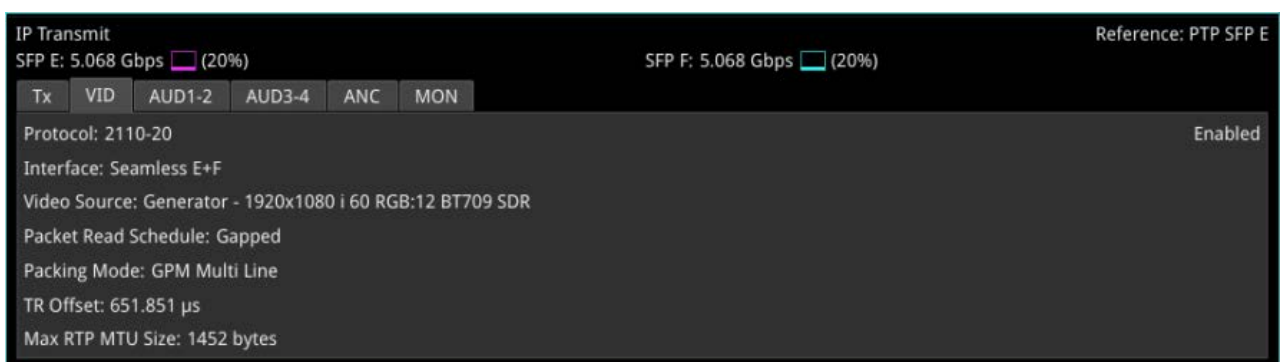 IP Transmit Reference: PTP SFP E
SFP E: 5.068 Gbps (20%) SFP F: 5.068 Gbps (20%)
Tx VID AUD1-2 AUD3-4 ANC MON
Protocol: 2110-20 Enabled
Interface: Seamless E+F
Video Source: Generator - 1920x1080 i 60 RGB:12 BT709 SDR
Packet Read Schedule: Gapped
Packing Mode: GPM Multi Line
TR Offset: 651.851 µs
Max RTP MTU Size: 1452 bytes